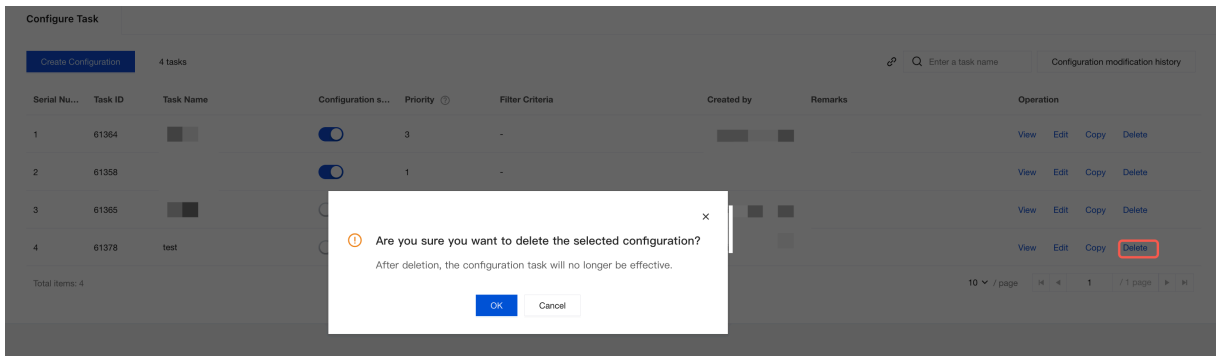 Configure Task
Create Configuration 4 tasks Enter a task name Configuration modification history
Serial Nu... Task ID Task Name Configuration s... Priority Filter Criteria Created by Remarks Operation
1 61364 3 - View Edit Copy Delete
2 61358 1 - View Edit Copy Delete
3 61365 View Edit Copy Delete
4 61378 test View Edit Copy Delete
Total items: 4 10 / page 1 / 1 page
Are you sure you want to delete the selected configuration?
After deletion, the configuration task will no longer be effective.
OK Cancel